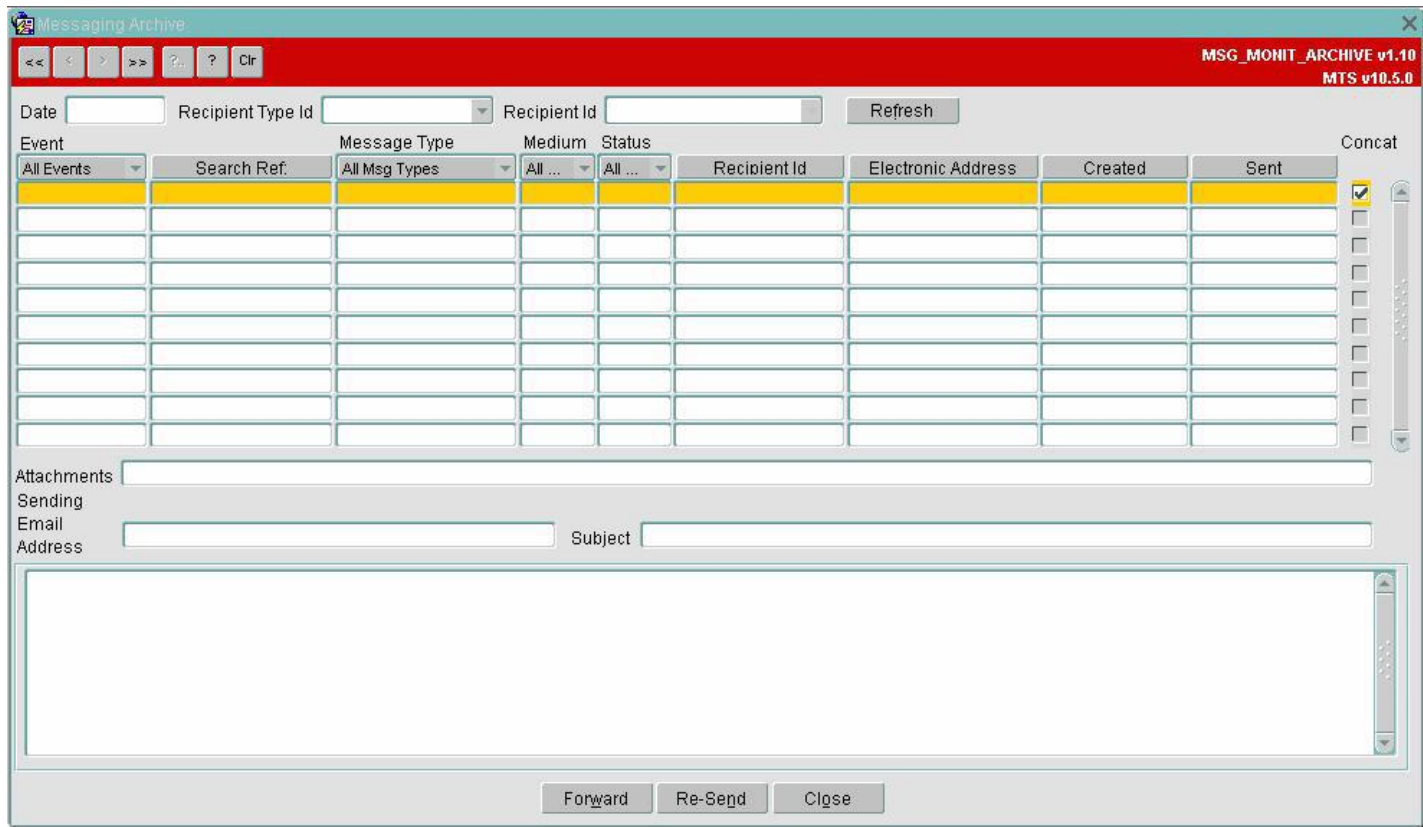 Messaging Archive
<< < > >> ?.. ? Clr
MSG_MONIT_ARCHIVE v1.10
MTS v10.5.0
Date Recipient Type Id Recipient Id Refresh
Event Message Type Medium Status Concat
All Events Search Ref: All Msg Types All ... All ... Recipient Id Electronic Address Created Sent
Attachments
Sending
Email
Address
Subject
Forward Re-Send Close